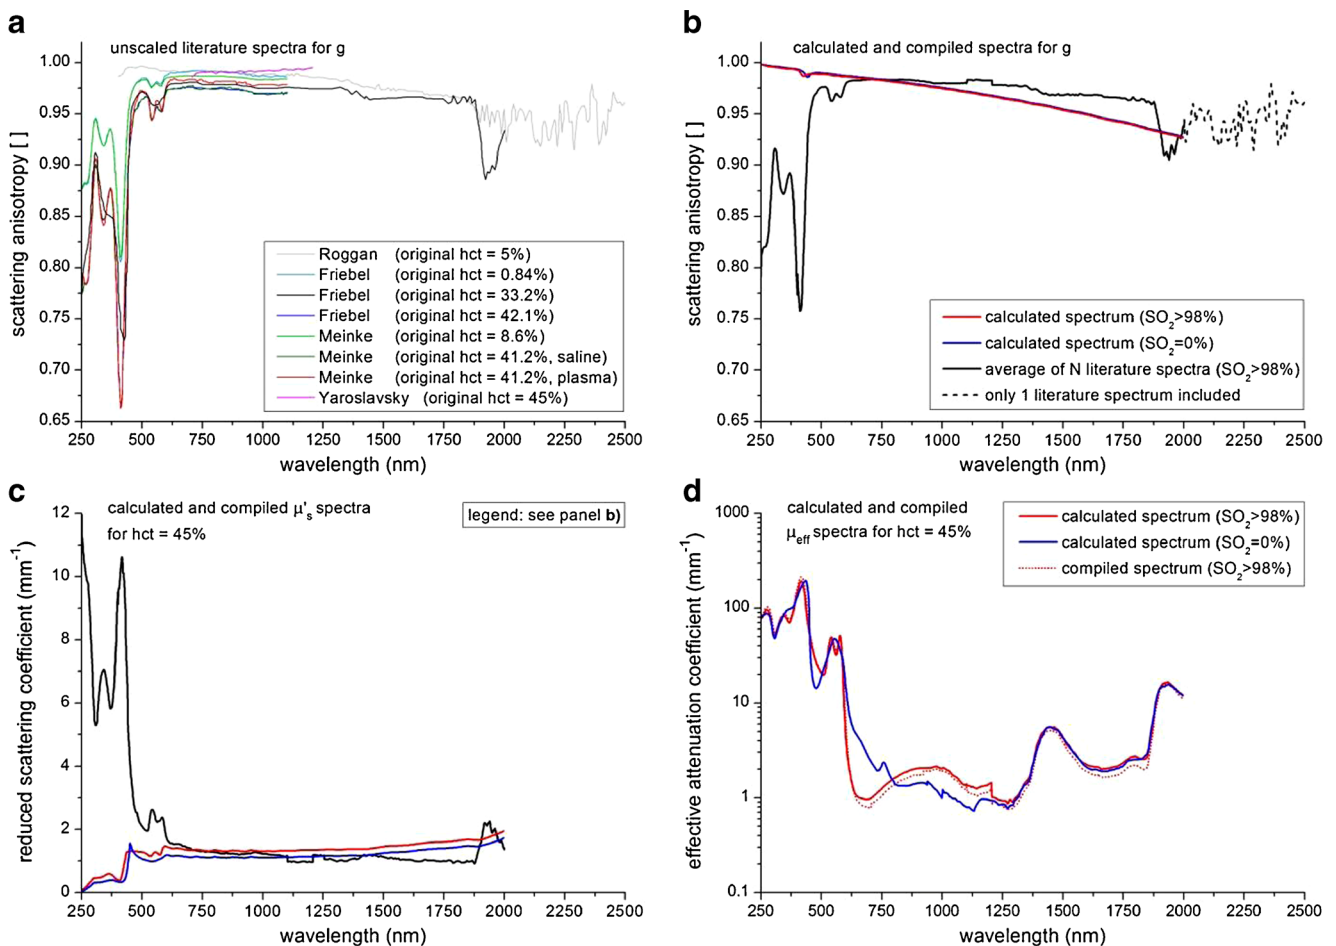 a
unscaled literature spectra for g
1.00
0.95
0.90
0.85
0.80
0.75
0.70
0.65
scattering anisotropy [ ]
Roggan (original hct = 5%)
Friebel (original hct = 0.84%)
Friebel (original hct = 33.2%)
Friebel (original hct = 42.1%)
Meinke (original hct = 8.6%)
Meinke (original hct = 41.2%, saline)
Meinke (original hct = 41.2%, plasma)
Yaroslavsky (original hct = 45%)
250 500 750 1000 1250 1500 1750 2000 2250 2500
wavelength (nm)
b
calculated and compiled spectra for g
1.00
0.95
0.90
0.85
0.80
0.75
0.70
0.65
scattering anisotropy [ ]
calculated spectrum (SO2>98%)
calculated spectrum (SO2=0%)
average of N literature spectra (SO2>98%)
only 1 literature spectrum included
250 500 750 1000 1250 1500 1750 2000 2250 2500
wavelength (nm)
c
calculated and compiled μ's spectra
for hct = 45%
legend: see panel b)
12
10
8
6
4
2
0
reduced scattering coefficient (mm-1)
250 500 750 1000 1250 1500 1750 2000 2250 2500
wavelength (nm)
d
calculated and compiled
μeff spectra for hct = 45%
calculated spectrum (SO2>98%)
calculated spectrum (SO2=0%)
compiled spectrum (SO2>98%)
1000
100
10
1
0.1
effective attenuation coefficient (mm-1)
250 500 750 1000 1250 1500 1750 2000 2250 2500
wavelength (nm)